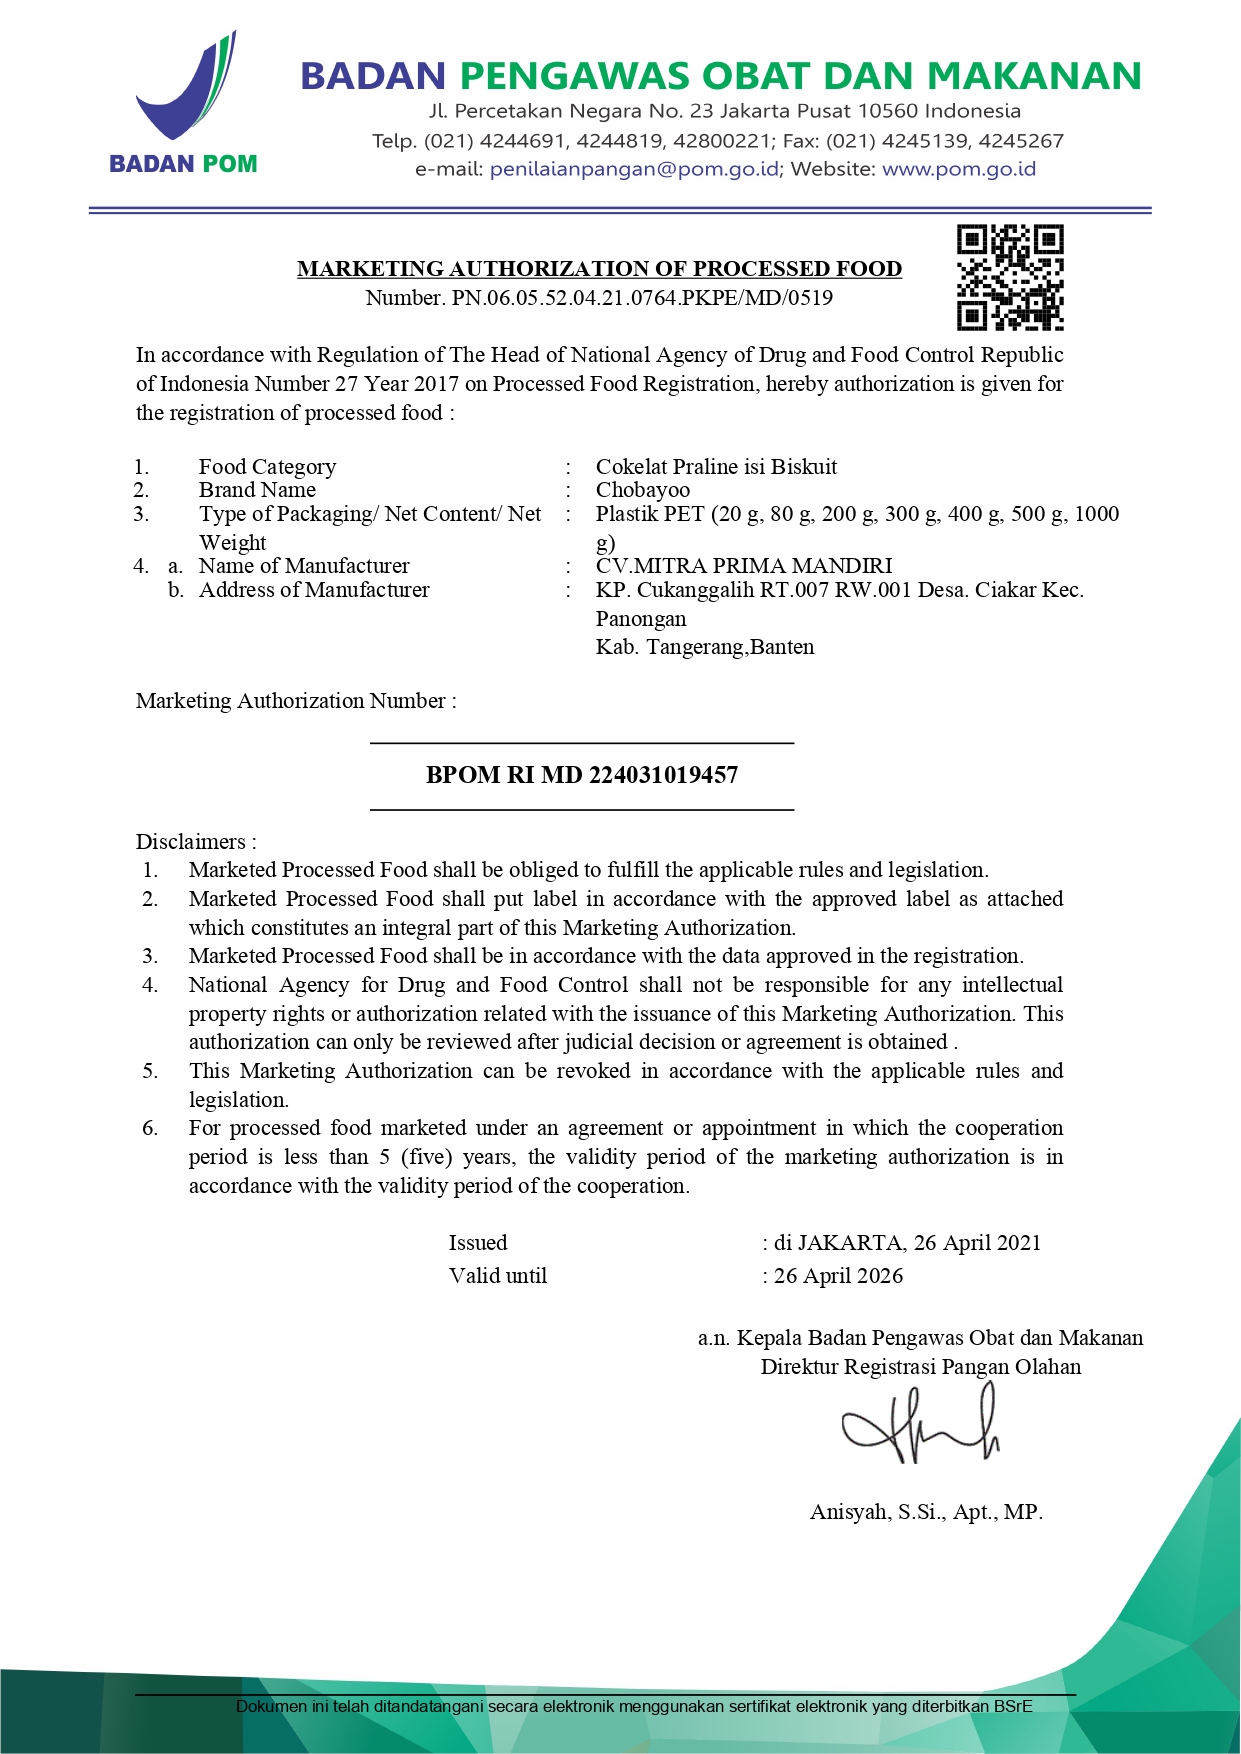 BADAN PENGAWAS OBAT DAN MAKANAN
Jl. Percetakan Negara No. 23 Jakarta Pusat 10560 Indonesia
Telp. (021) 4244691, 4244819, 42800221; Fax: (021) 4245139, 4245267
e-mail: penilaianpangan@pom.go.id; Website: www.pom.go.id
BADAN POM
MARKETING AUTHORIZATION OF PROCESSED FOOD
Number. PN.06.05.52.04.21.0764.PKPE/MD/0519
In accordance with Regulation of The Head of National Agency of Drug and Food Control Republic
of Indonesia Number 27 Year 2017 on Processed Food Registration, hereby authorization is given for
the registration of processed food :
1. Food Category : Cokelat Praline isi Biskuit
2. Brand Name : Chobayoo
3. Type of Packaging/ Net Content/ Net : Plastik PET (20 g, 80 g, 200 g, 300 g, 400 g, 500 g, 1000
Weight g)
4. a. Name of Manufacturer : CV.MITRA PRIMA MANDIRI
b. Address of Manufacturer : KP. Cukanggalih RT.007 RW.001 Desa. Ciakar Kec.
Panongan
Kab. Tangerang,Banten
Marketing Authorization Number :
BPOM RI MD 224031019457
Disclaimers :
1. Marketed Processed Food shall be obliged to fulfill the applicable rules and legislation.
2. Marketed Processed Food shall put label in accordance with the approved label as attached
which constitutes an integral part of this Marketing Authorization.
3. Marketed Processed Food shall be in accordance with the data approved in the registration.
4. National Agency for Drug and Food Control shall not be responsible for any intellectual
property rights or authorization related with the issuance of this Marketing Authorization. This
authorization can only be reviewed after judicial decision or agreement is obtained .
5. This Marketing Authorization can be revoked in accordance with the applicable rules and
legislation.
6. For processed food marketed under an agreement or appointment in which the cooperation
period is less than 5 (five) years, the validity period of the marketing authorization is in
accordance with the validity period of the cooperation.
Issued : di JAKARTA, 26 April 2021
Valid until : 26 April 2026
a.n. Kepala Badan Pengawas Obat dan Makanan
Direktur Registrasi Pangan Olahan
Anisyah, S.Si., Apt., MP.
Dokumen ini telah ditandatangani secara elektronik menggunakan sertifikat elektronik yang diterbitkan BSrE